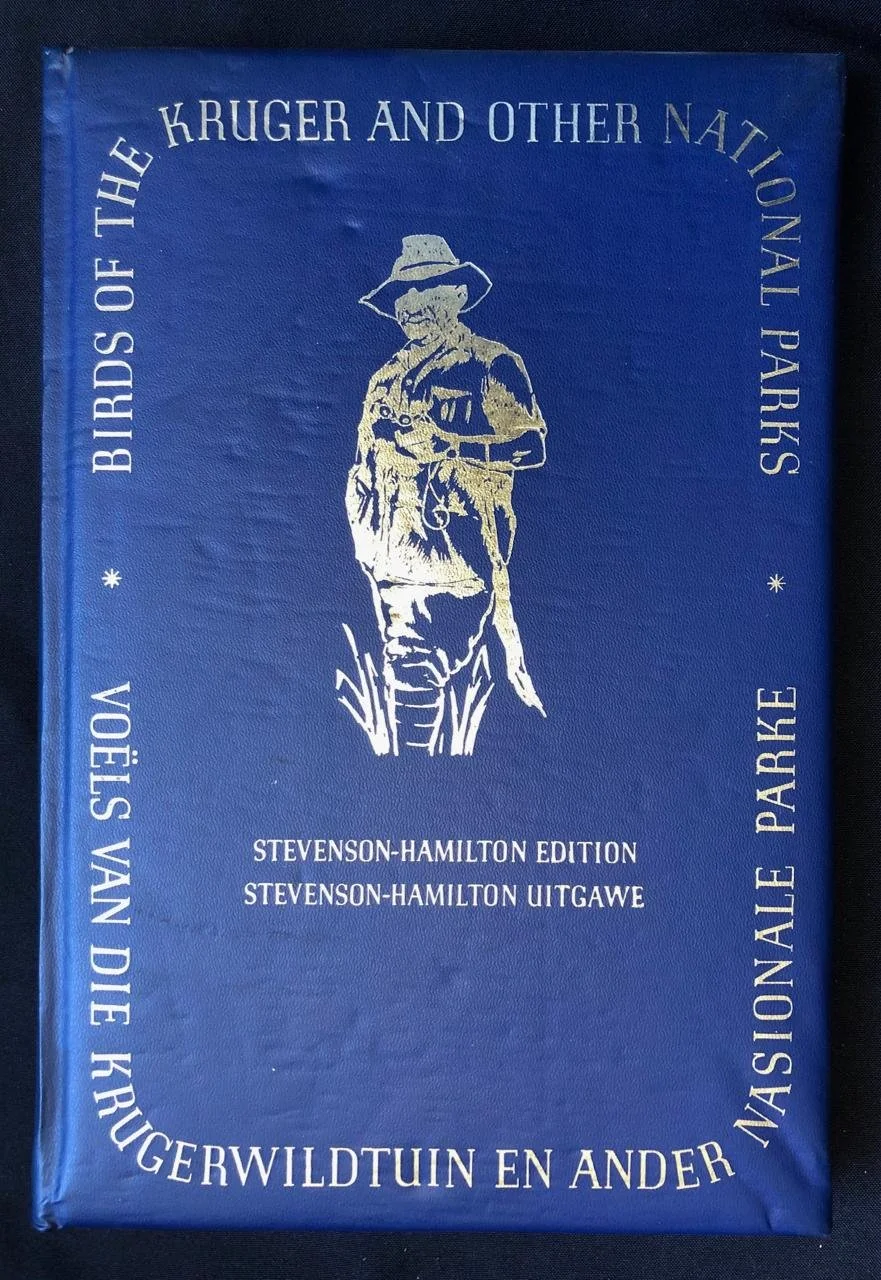 BIRDS OF THE KRUGER AND OTHER NATIONAL PARKS
STEVENSON-HAMILTON EDITION
STEVENSON-HAMILTON UITGAWE
VOËLS VAN DIE KRUGERWILDTUIN EN ANDER NASIONALE PARKE